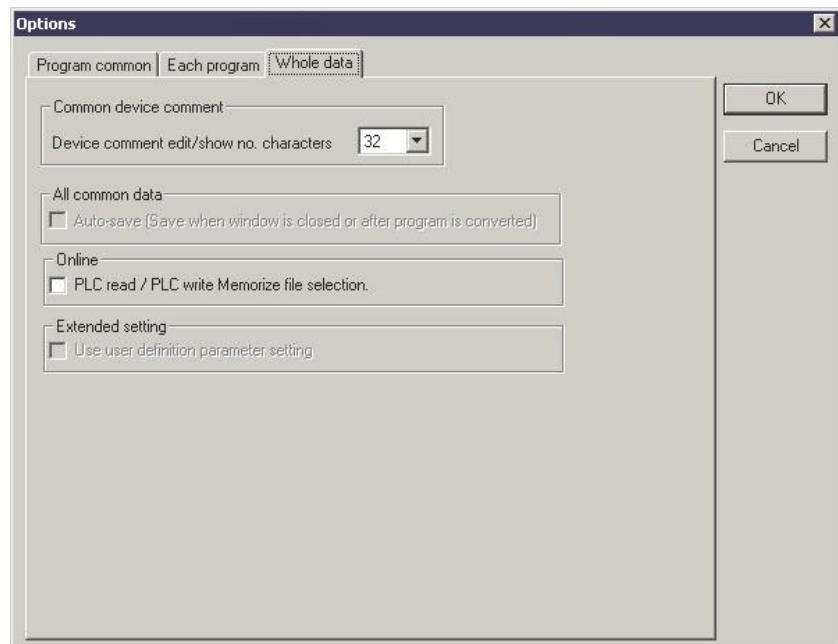 Options
Program common Each program Whole data
OK
Cancel
Common device comment
Device comment edit/show no. characters 32
All common data
Auto-save (Save when window is closed or after program is converted)
Online
PLC read / PLC write Memorize file selection.
Extended setting
Use user definition parameter setting